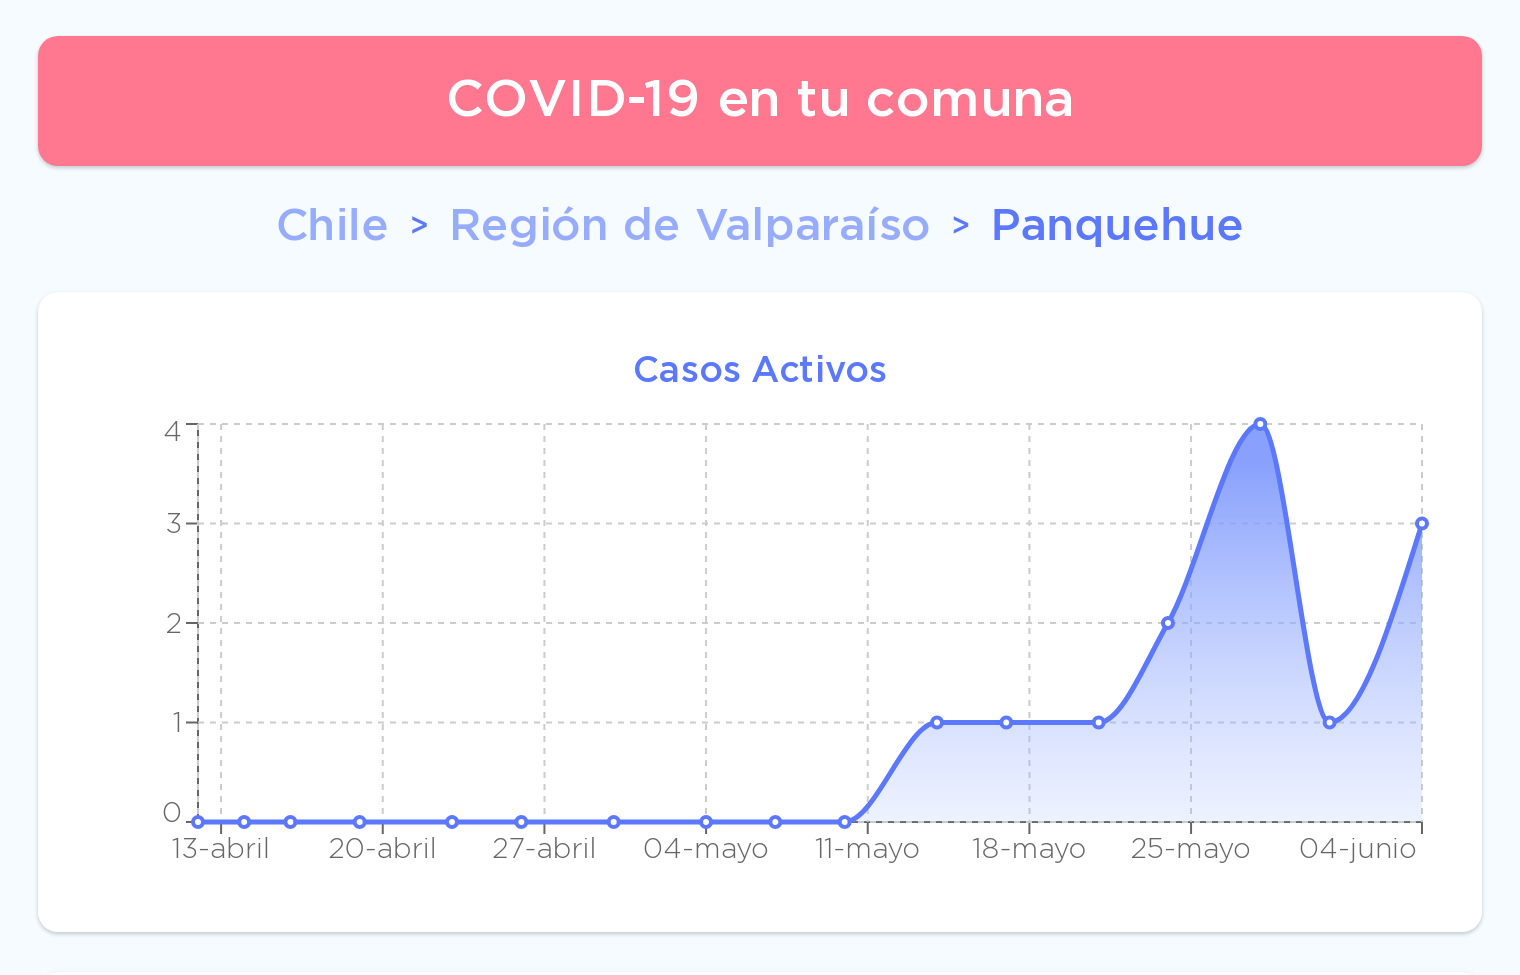 COVID-19 en tu comuna
Chile > Región de Valparaíso > Panquehue
Casos Activos
4
3
2
1
0
13-abril 20-abril 27-abril 04-mayo 11-mayo 18-mayo 25-mayo 04-junio